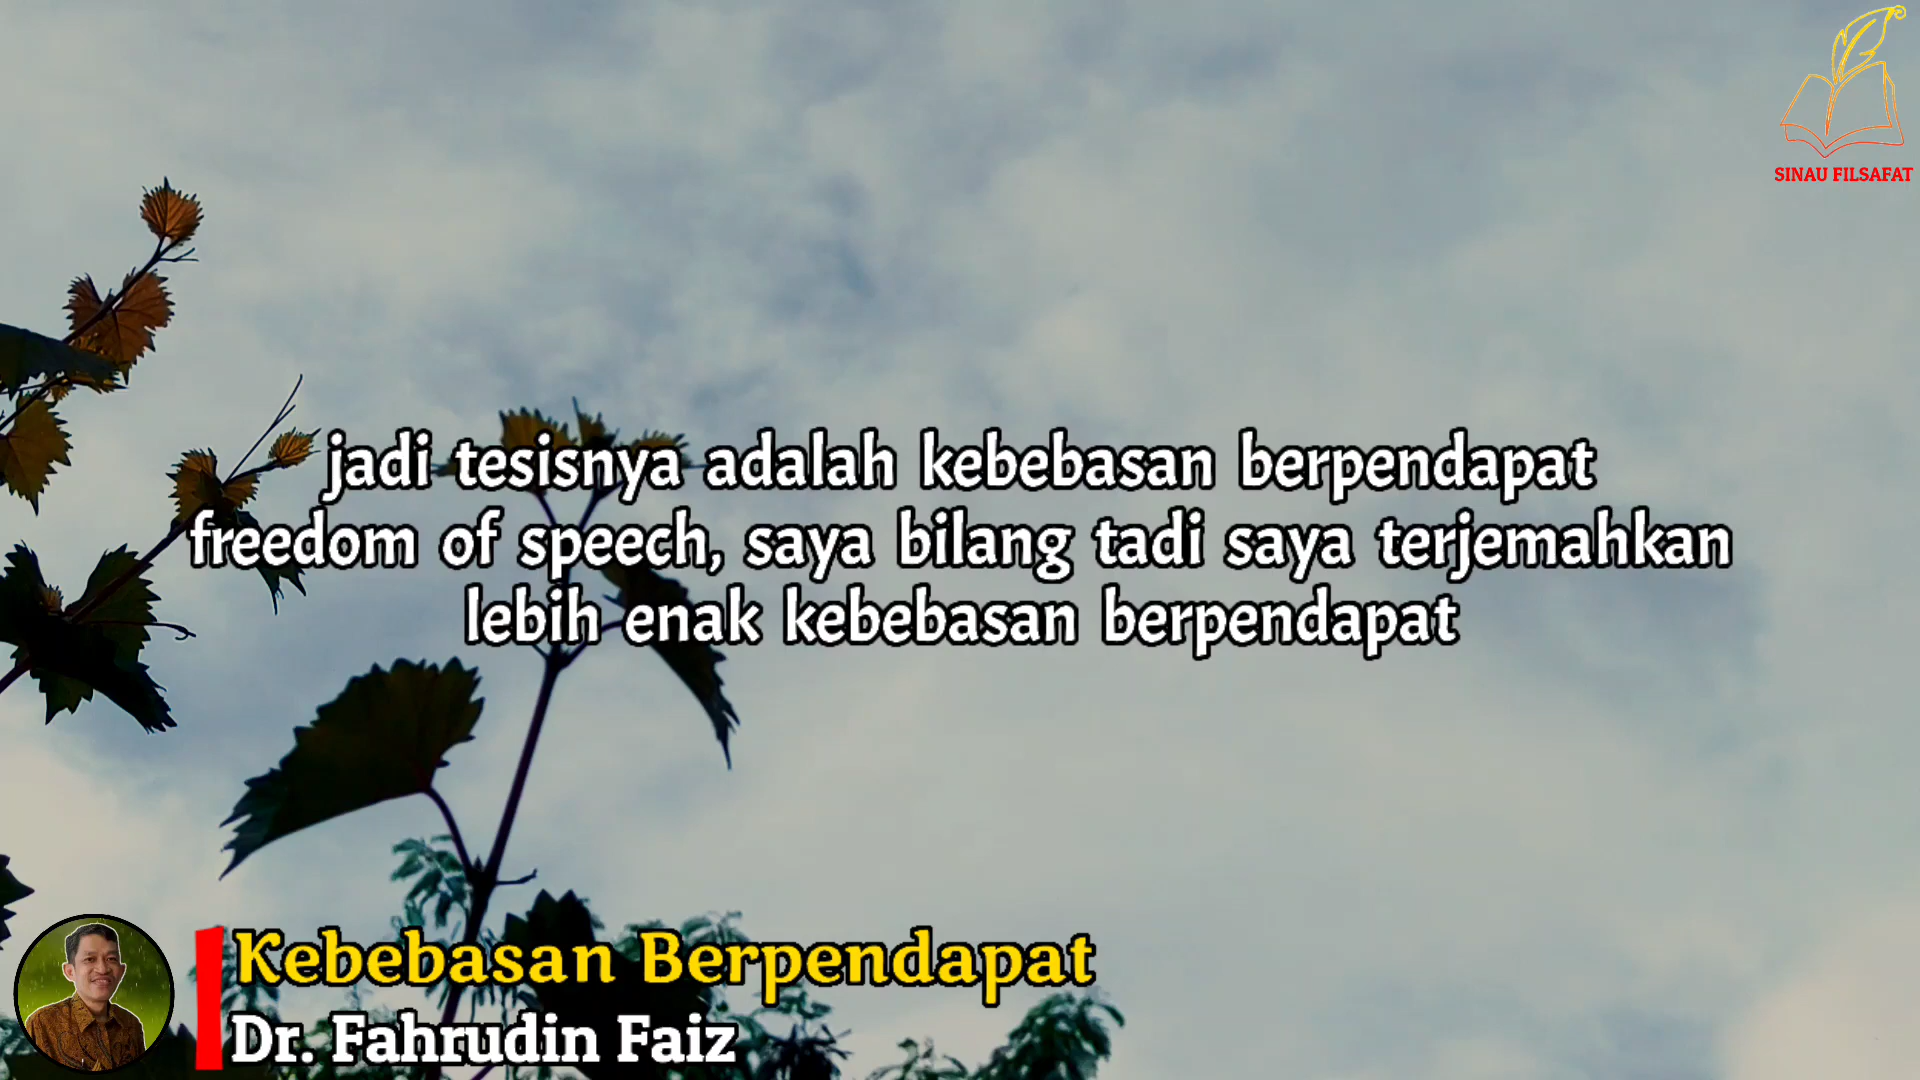 SINAU FILSAFAT
jadi tesisnya adalah kebebasan berpendapat
freedom of speech, saya bilang tadi saya terjemahkan
lebih enak kebebasan berpendapat
Kebebasan Berpendapat
Dr. Fahrudin Faiz